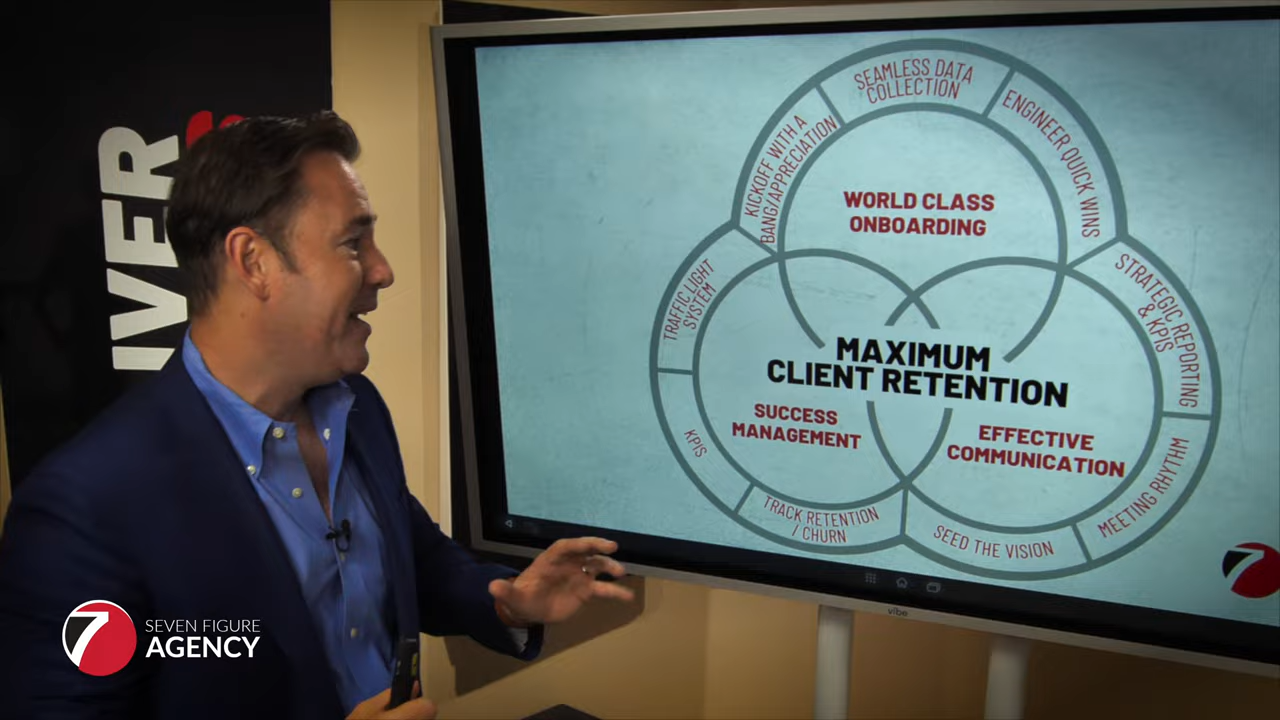 IVER
SEAMLESS DATA
COLLECTION
KICKOFF WITH A
BANG/APPRECIATION
ENGINEER QUICK WINS
WORLD CLASS
ONBOARDING
TRAFFIC LIGHT
SYSTEM
STRATEGIC REPORTING
& KPIS
MAXIMUM
CLIENT RETENTION
SUCCESS
MANAGEMENT
EFFECTIVE
COMMUNICATION
KPIS
MEETING RHYTHM
TRACK RETENTION
/ CHURN
SEED THE VISION
7
vibe
7
SEVEN FIGURE
AGENCY